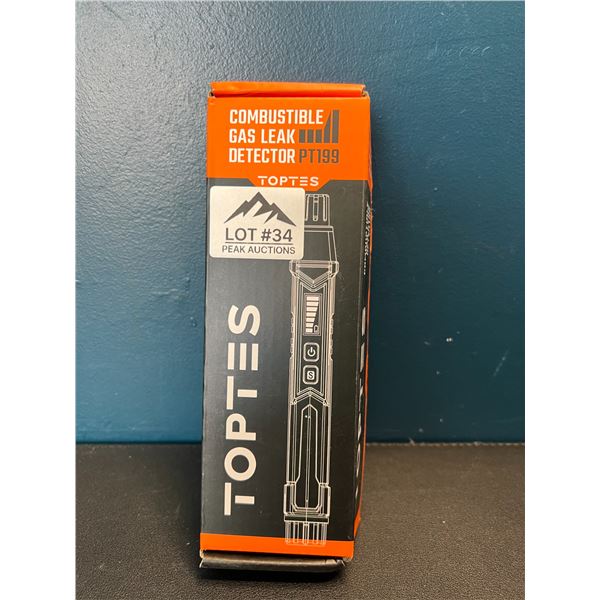 COMBUSTIBLE
GAS LEAK
DETECTOR PT199
TOPTES
LOT #34
PEAK AUCTIONS
S
TOPTES